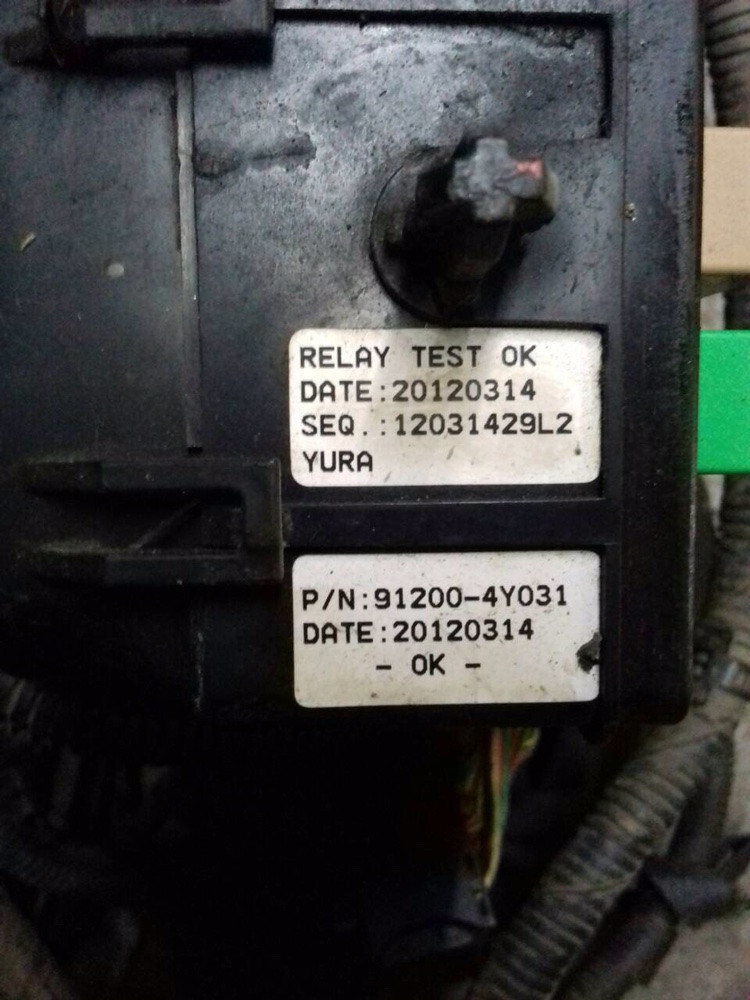 RELAY TEST OK
DATE:20120314
SEQ.:12031429L2
YURA
P/N:91200-4Y031
DATE:20120314
- OK -